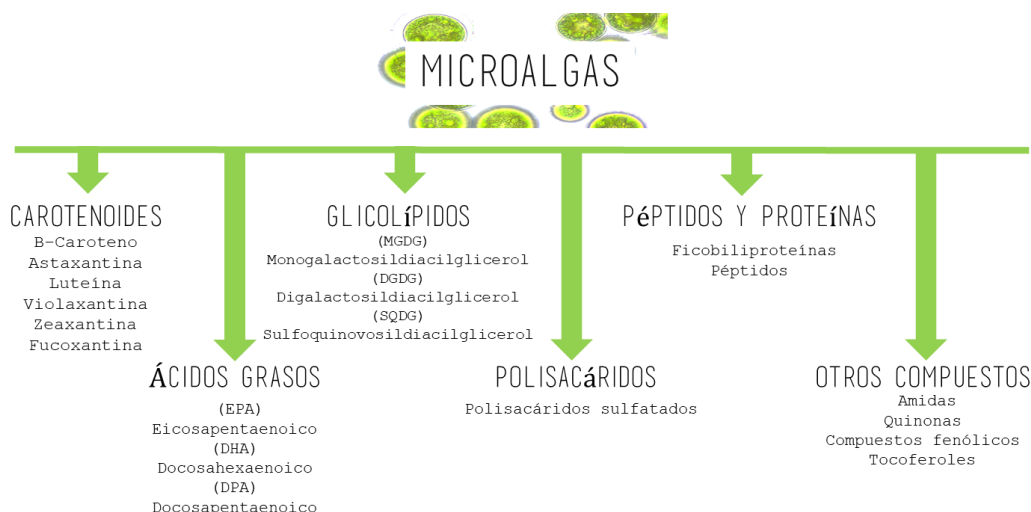 MICROALGAS
CAROTENOIDES
B-Caroteno
Astaxantina
Luteína
Violaxantina
Zeaxantina
Fucoxantina
ÁCIDOS GRASOS
(EPA)
Eicosapentaenoico
(DHA)
Docosahexaenoico
(DPA)
Docosapentaenoico
GLICOLíPIDOS
(MGDG)
Monogalactosildiacilglicerol
(DGDG)
Digalactosildiacilglicerol
(SQDG)
Sulfoquinovosildiacilglicerol
POLISACáRIDOS
Polisacáridos sulfatados
PéPTIDOS Y PROTEíNAS
Ficobiliproteínas
Péptidos
OTROS COMPUESTOS
Amidas
Quinonas
Compuestos fenólicos
Tocoferoles